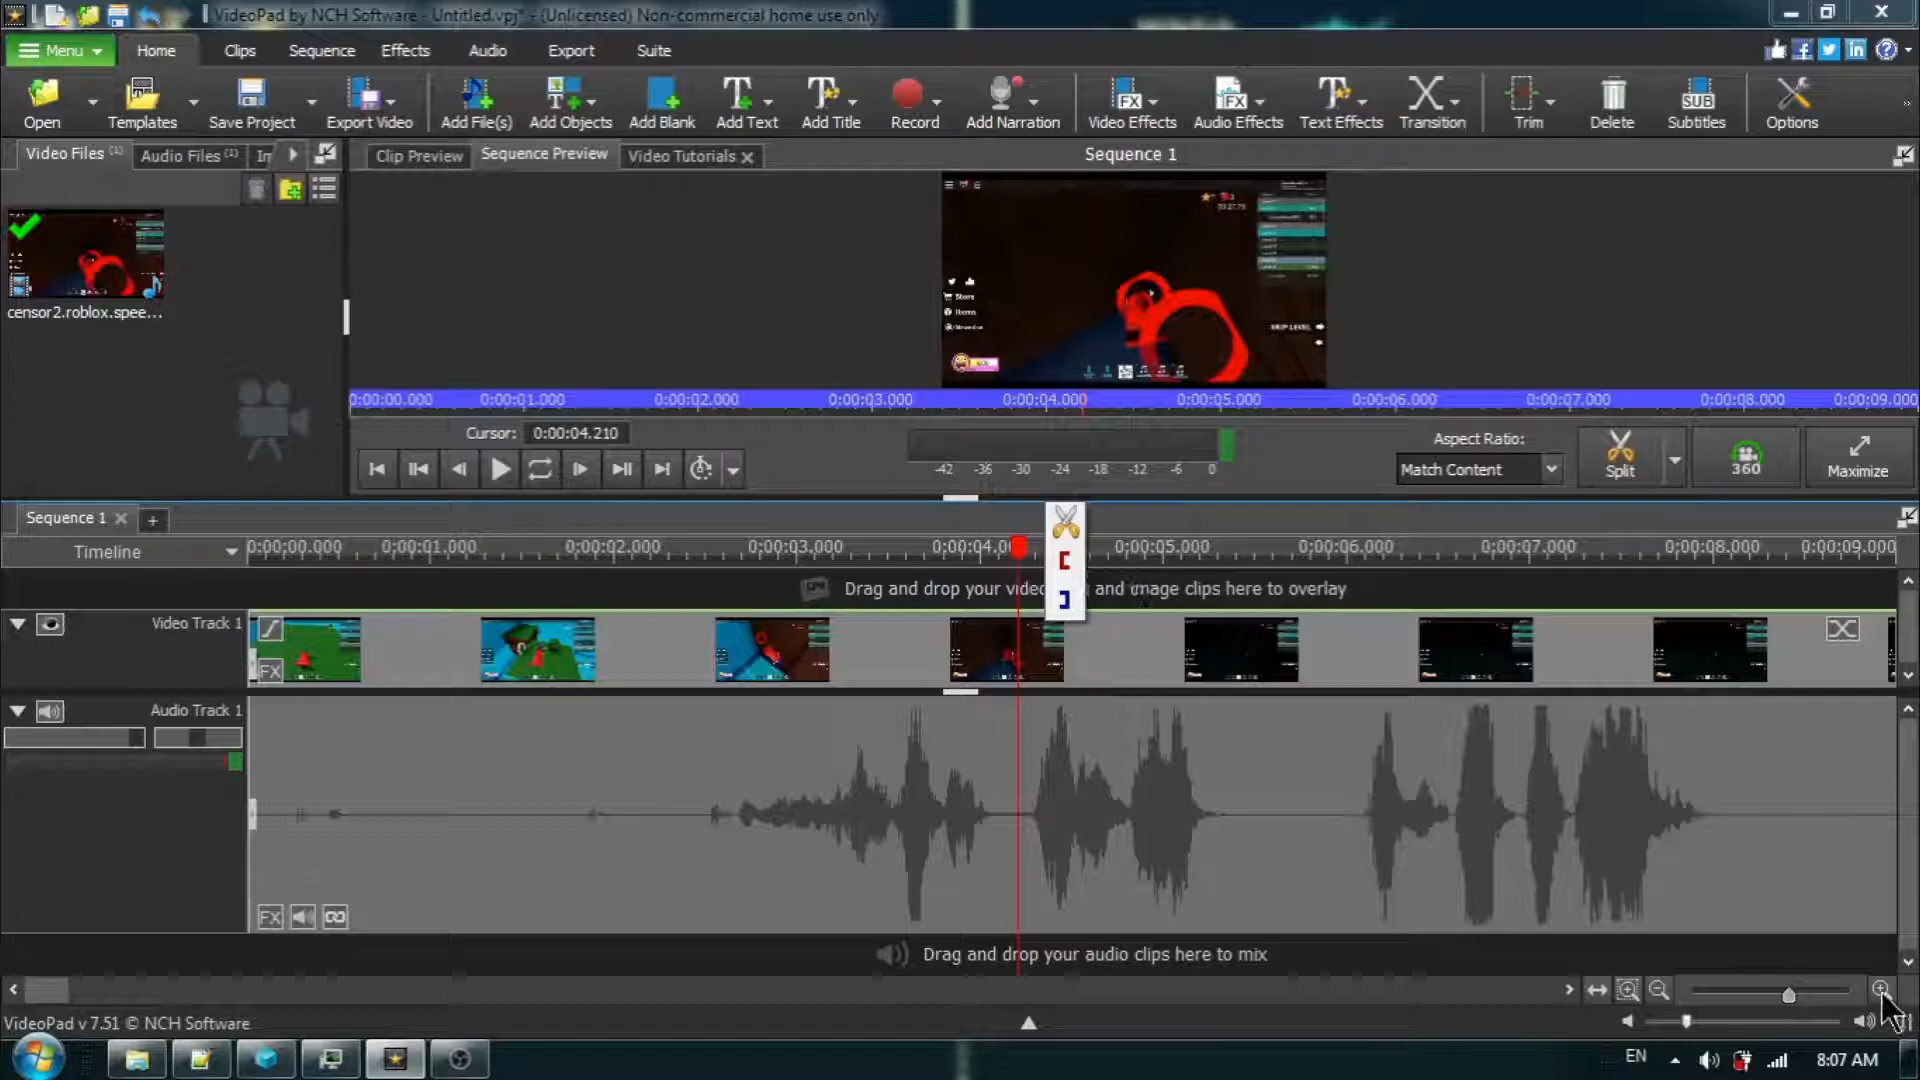 VideoPad by NCH Software - Untitled.vpj* - (Unlicensed) Non-commercial home use only
Menu Home Clips Sequence Effects Audio Export Suite
Open Templates Save Project Export Video Add File(s) Add Objects Add Blank Add Text Add Title Record Add Narration Video Effects Audio Effects Text Effects Transition Trim Delete Subtitles Options
Video Files (1) Audio Files (1) Clip Preview Sequence Preview Video Tutorials Sequence 1
censor2.roblox.spee...
Store
Items
SKIP LEVEL
0:00:00.000 0:00:01.000 0:00:02.000 0:00:03.000 0:00:04.000 0:00:05.000 0:00:06.000 0:00:07.000 0:00:08.000 0:00:09.000
Cursor: 0:00:04.210
-42 -36 -30 -24 -18 -12 -6 0
Aspect Ratio:
Match Content
Split 360 Maximize
Sequence 1
Timeline 0:00:00.000 0:00:01.000 0:00:02.000 0:00:03.000 0:00:04.0 0:00:05.000 0:00:06.000 0:00:07.000 0:00:08.000 0:00:09.000
Drag and drop your video and image clips here to overlay
Video Track 1
FX
Audio Track 1
FX
Drag and drop your audio clips here to mix
VideoPad v 7.51 © NCH Software
EN 8:07 AM